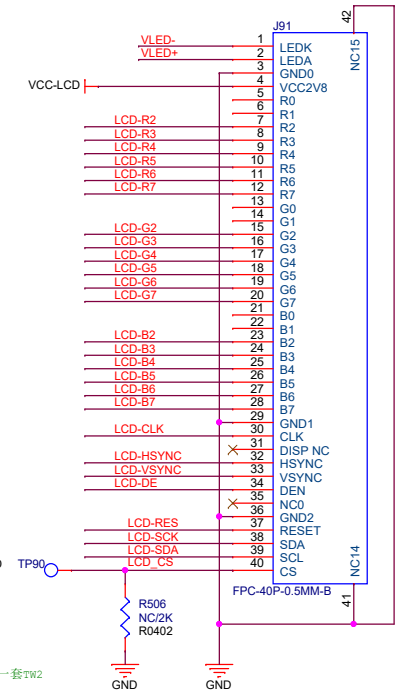 J91
42
VLED- 1 LEDK
VLED+ 2 LEDA
3 GND0
VCC-LCD 4 VCC2V8
5 R0
6 R1
LCD-R2 7 R2
LCD-R3 8 R3
LCD-R4 9 R4
LCD-R5 10 R5
LCD-R6 11 R6
LCD-R7 12 R7
13 G0
14 G1
LCD-G2 15 G2
LCD-G3 16 G3
LCD-G4 17 G4
LCD-G5 18 G5
LCD-G6 19 G6
LCD-G7 20 G7
21 B0
22 B1
LCD-B2 23 B2
LCD-B3 24 B3
LCD-B4 25 B4
LCD-B5 26 B5
LCD-B6 27 B6
LCD-B7 28 B7
29 GND1
LCD-CLK 30 CLK
31 DISP NC
LCD-HSYNC 32 HSYNC
LCD-VSYNC 33 VSYNC
LCD-DE 34 DEN
35 NC0
36 GND2
LCD-RES 37 RESET
LCD-SCK 38 SDA
LCD-SDA 39 SCL
TP90 LCD_CS 40 CS
NC15
NC14
41
FPC-40P-0.5MM-B
R506
NC/2K
R0402
一套TW2
GND
GND